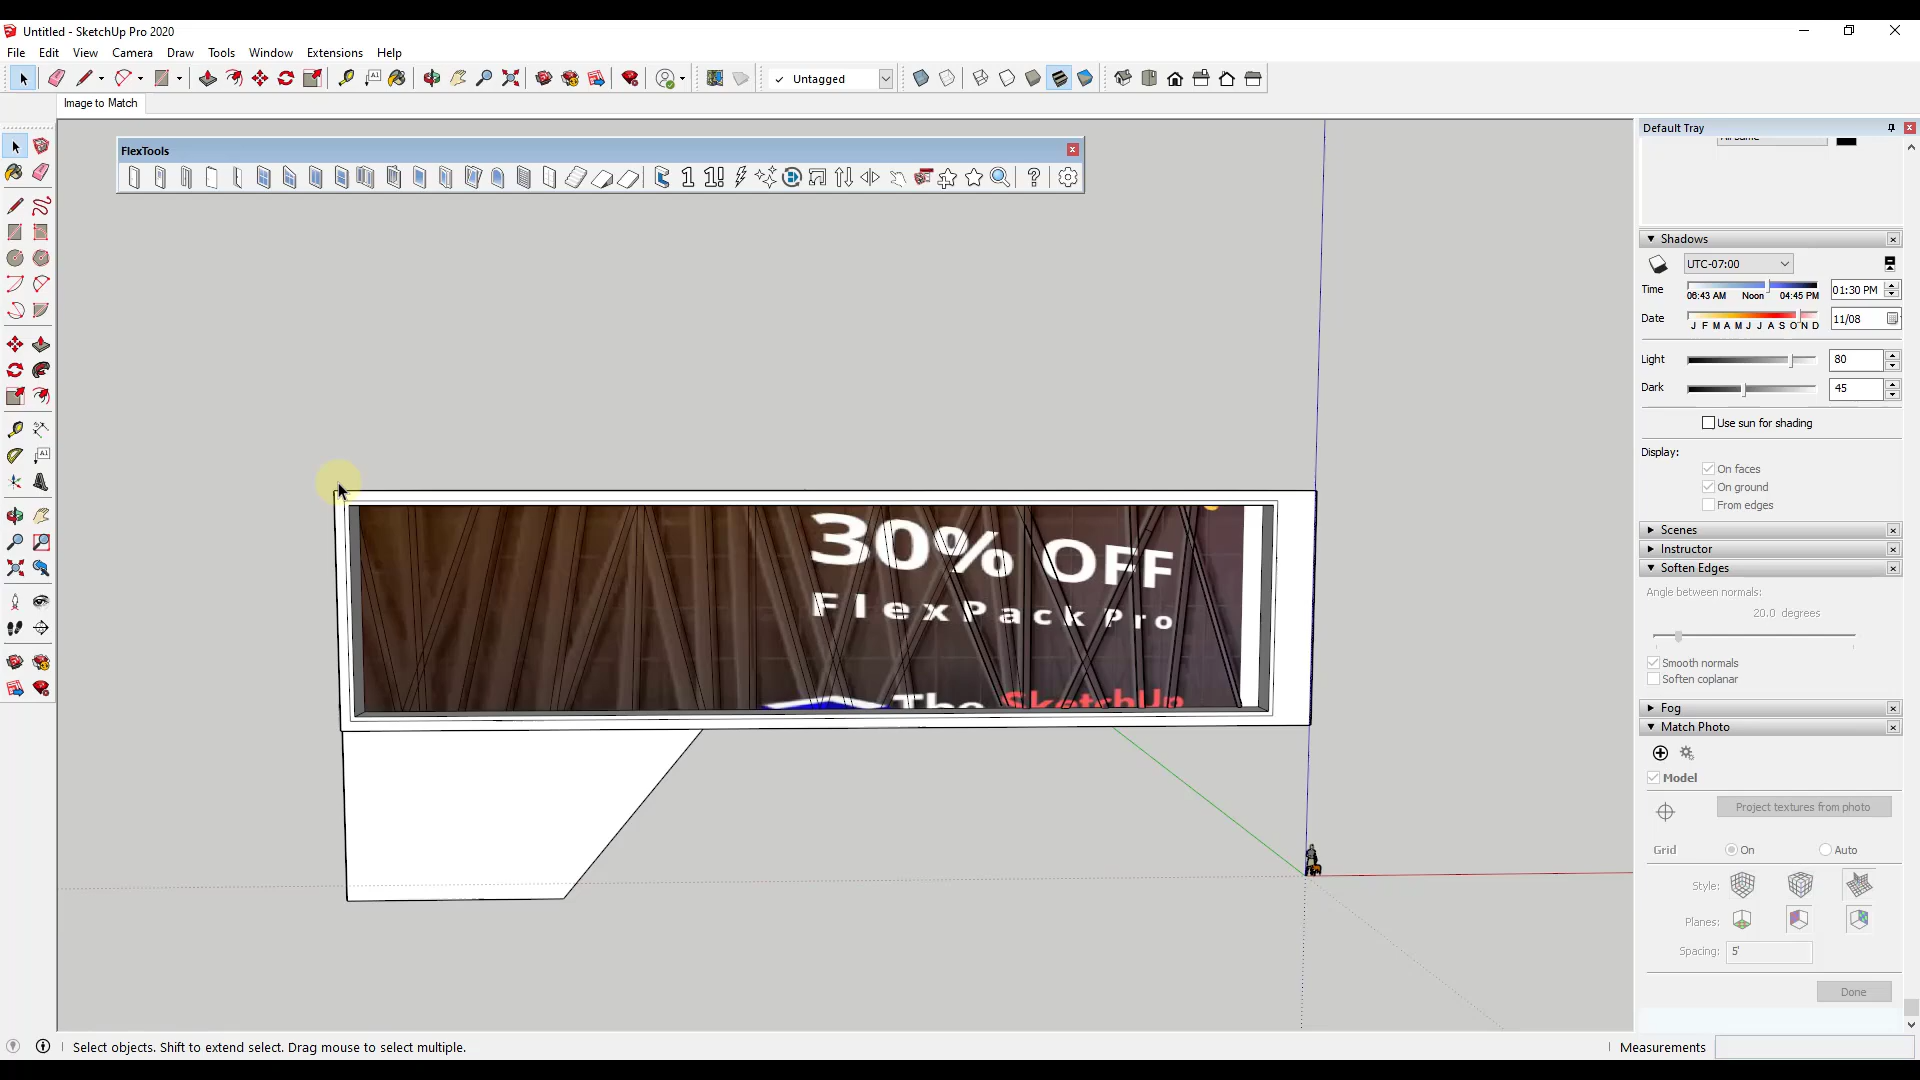 Untitled - SketchUp Pro 2020
File Edit View Camera Draw Tools Window Extensions Help
Untagged
Image to Match
Default Tray
FlexTools
1 1! ?
Shadows
UTC-07:00
Time 06:43 AM Noon 04:45 PM 01:30 PM
Date J F M A M J J A S O N D 11/08
Light 80
Dark 45
Use sun for shading
Display:
On faces
On ground
From edges
Scenes
Instructor
Soften Edges
Angle between normals:
20.0 degrees
Smooth normals
Soften coplanar
Fog
Match Photo
Model
Project textures from photo
Grid On Auto
Style:
Planes:
Spacing: 5'
Done
30% OFF
FlexPack Pro
The SketchUp
Select objects. Shift to extend select. Drag mouse to select multiple.
Measurements